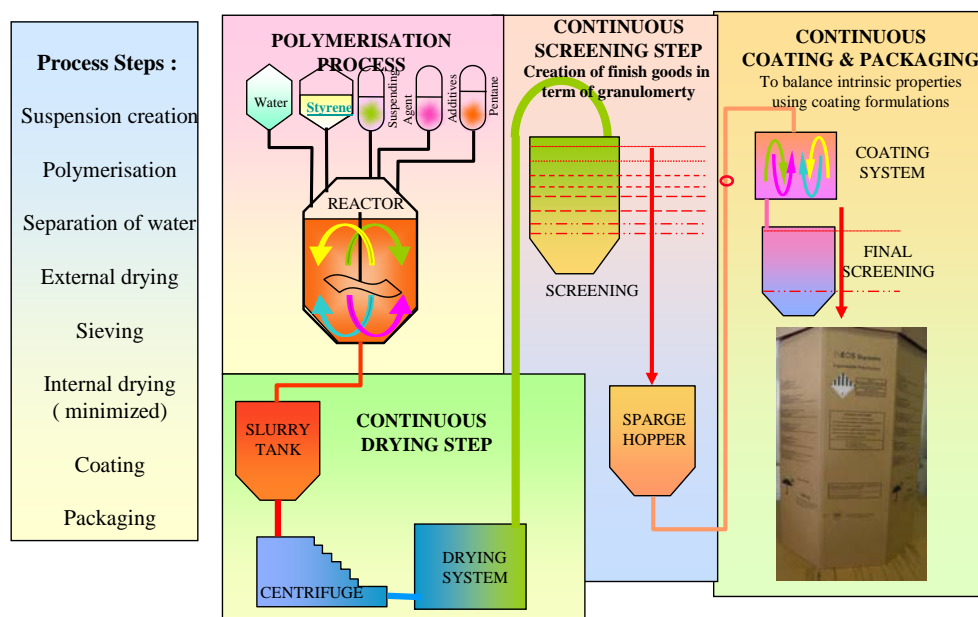 Process Steps :
Suspension creation
Polymerisation
Separation of water
External drying
Sieving
Internal drying
( minimized)
Coating
Packaging
POLYMERISATION
PROCESS
Water
Styrene
Suspending
Agent
Additives
Pentane
REACTOR
SLURRY
TANK
CONTINUOUS
DRYING STEP
CENTRIFUGE
DRYING
SYSTEM
CONTINUOUS
SCREENING STEP
Creation of finish goods in
term of granulomerty
SCREENING
SPARGE
HOPPER
CONTINUOUS
COATING & PACKAGING
To balance intrinsic properties
using coating formulations
COATING
SYSTEM
FINAL
SCREENING
INEOS